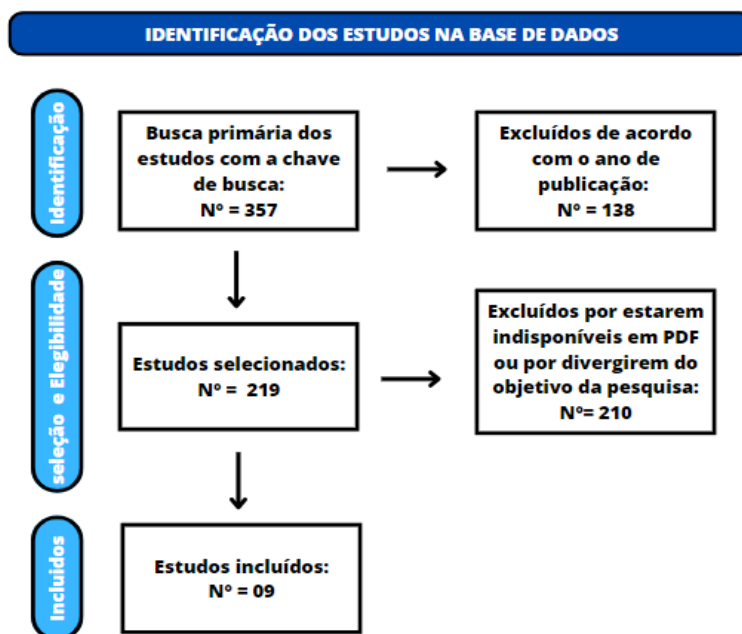 IDENTIFICAÇÃO DOS ESTUDOS NA BASE DE DADOS
Identificação
Busca primária dos
estudos com a chave
de busca:
Nº = 357
Excluídos de acordo
com o ano de
publicação:
Nº = 138
seleção e Elegibilidade
Estudos selecionados:
Nº = 219
Excluídos por estarem
indisponíveis em PDF
ou por divergirem do
objetivo da pesquisa:
Nº= 210
Incluidos
Estudos incluídos:
Nº = 09